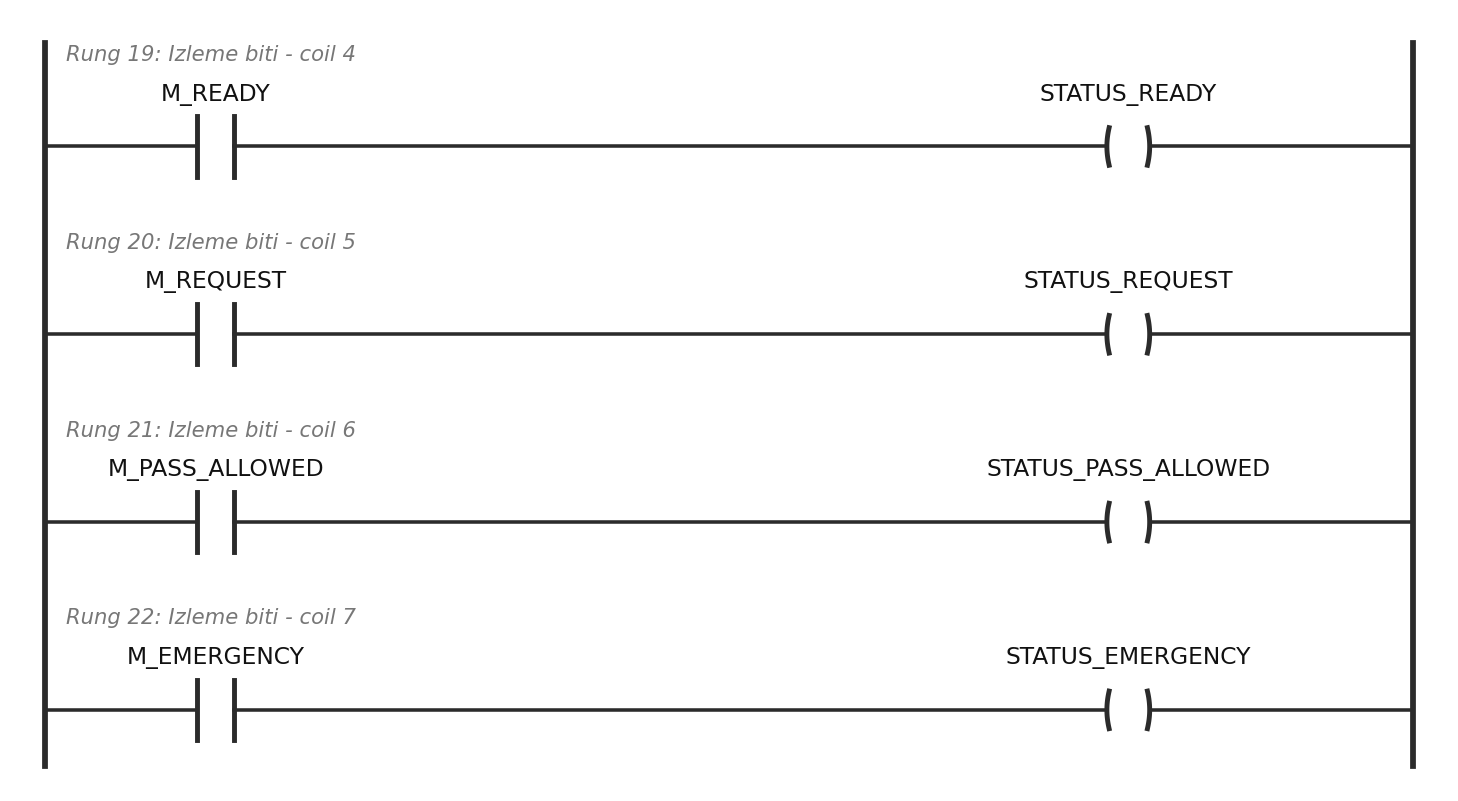 Rung 19: Izleme biti - coil 4
M_READY STATUS_READY
Rung 20: Izleme biti - coil 5
M_REQUEST STATUS_REQUEST
Rung 21: Izleme biti - coil 6
M_PASS_ALLOWED STATUS_PASS_ALLOWED
Rung 22: Izleme biti - coil 7
M_EMERGENCY STATUS_EMERGENCY